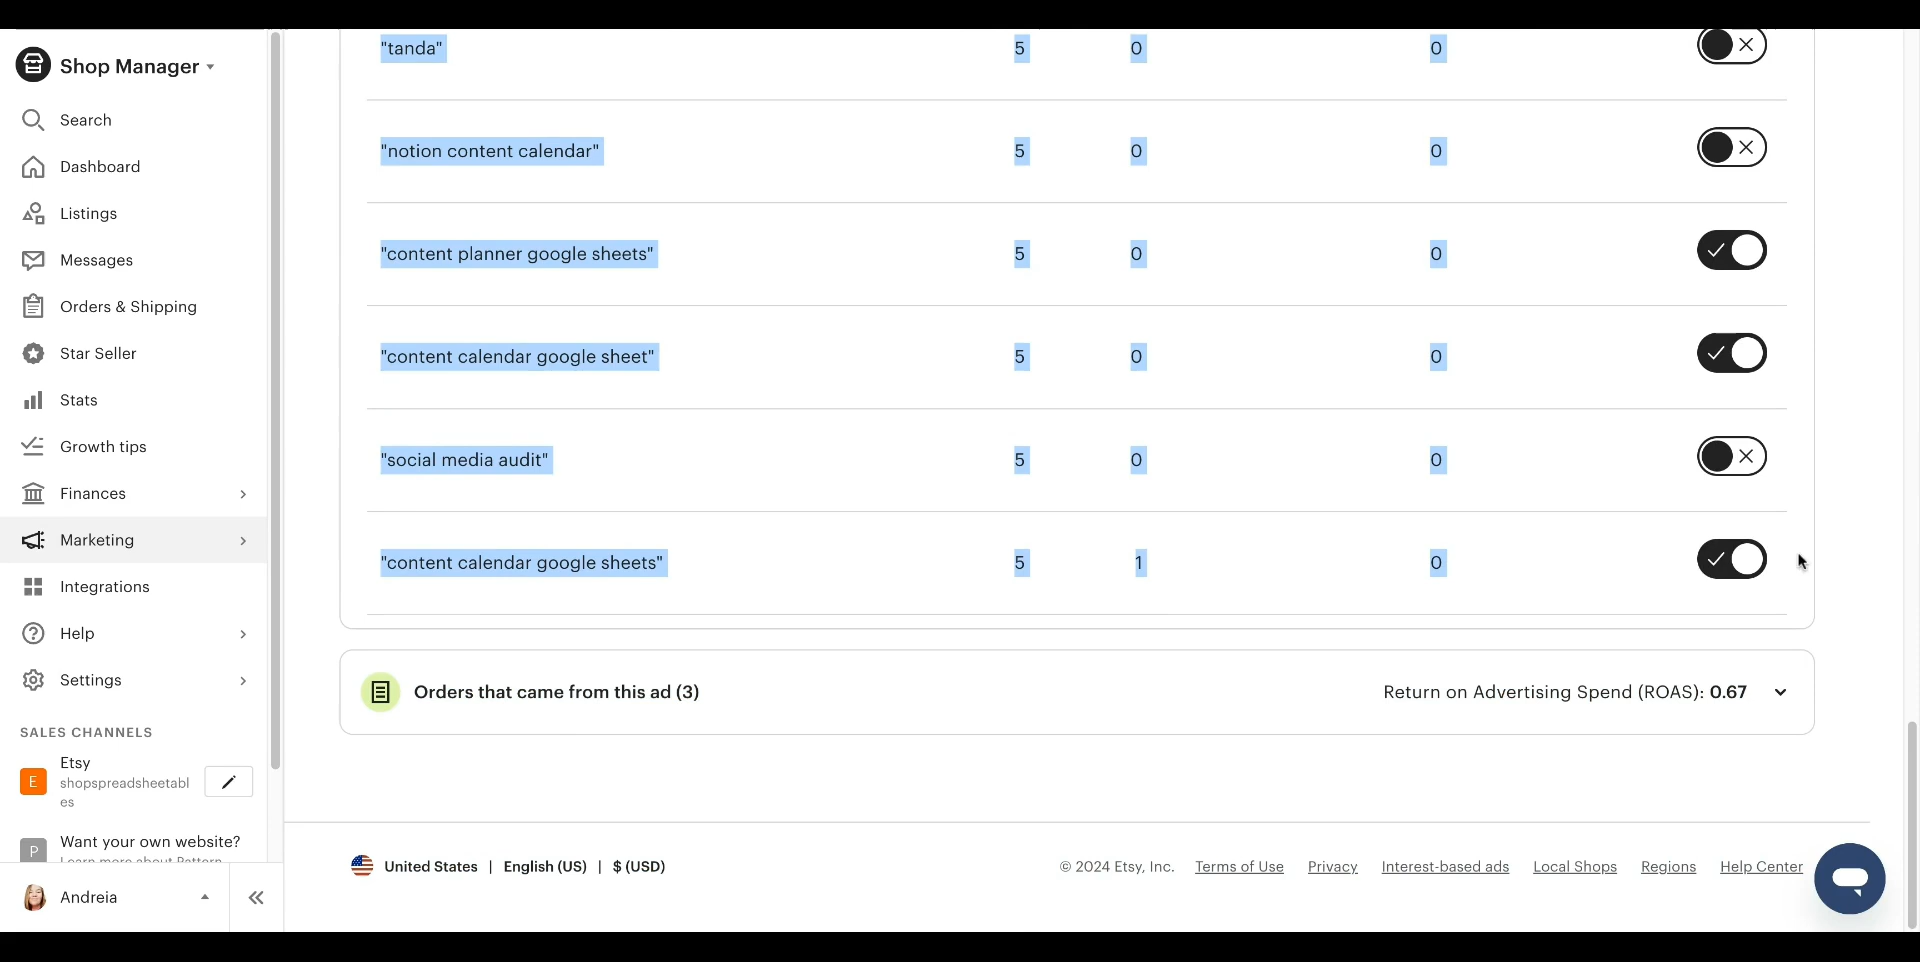 Shop Manager
Search
Dashboard
Listings
Messages
Orders & Shipping
Star Seller
Stats
Growth tips
Finances
Marketing
Integrations
Help
Settings
SALES CHANNELS
E
Etsy
shopspreadsheetabl
es
P
Want your own website?
Learn more about Pattern
Andreia
"tanda" 5 0 0
"notion content calendar" 5 0 0
"content planner google sheets" 5 0 0
"content calendar google sheet" 5 0 0
"social media audit" 5 0 0
"content calendar google sheets" 5 1 0
Orders that came from this ad (3) Return on Advertising Spend (ROAS): 0.67
United States | English (US) | $ (USD) © 2024 Etsy, Inc. Terms of Use Privacy Interest-based ads Local Shops Regions Help Center